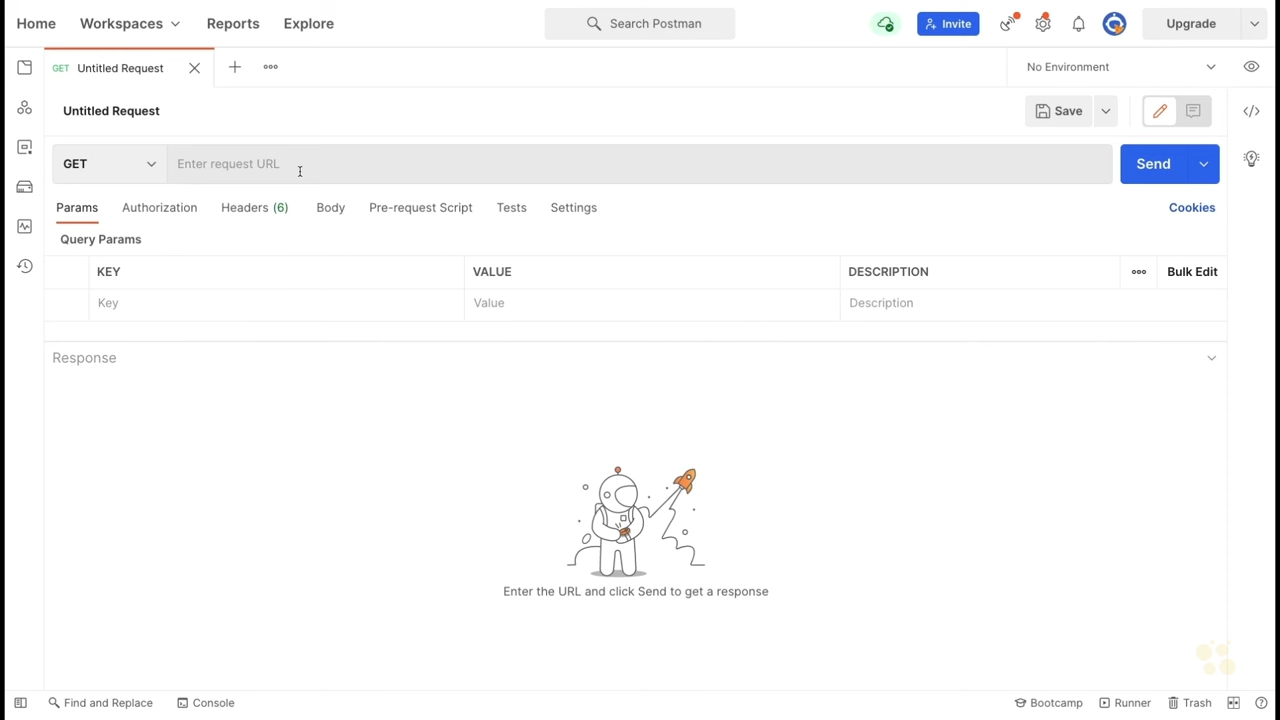 Home Workspaces Reports Explore Search Postman Invite Upgrade
GET Untitled Request No Environment
Untitled Request Save
GET Enter request URL Send
Params Authorization Headers (6) Body Pre-request Script Tests Settings Cookies
Query Params
KEY VALUE DESCRIPTION Bulk Edit
Key Value Description
Response
Enter the URL and click Send to get a response
Find and Replace Console Bootcamp Runner Trash